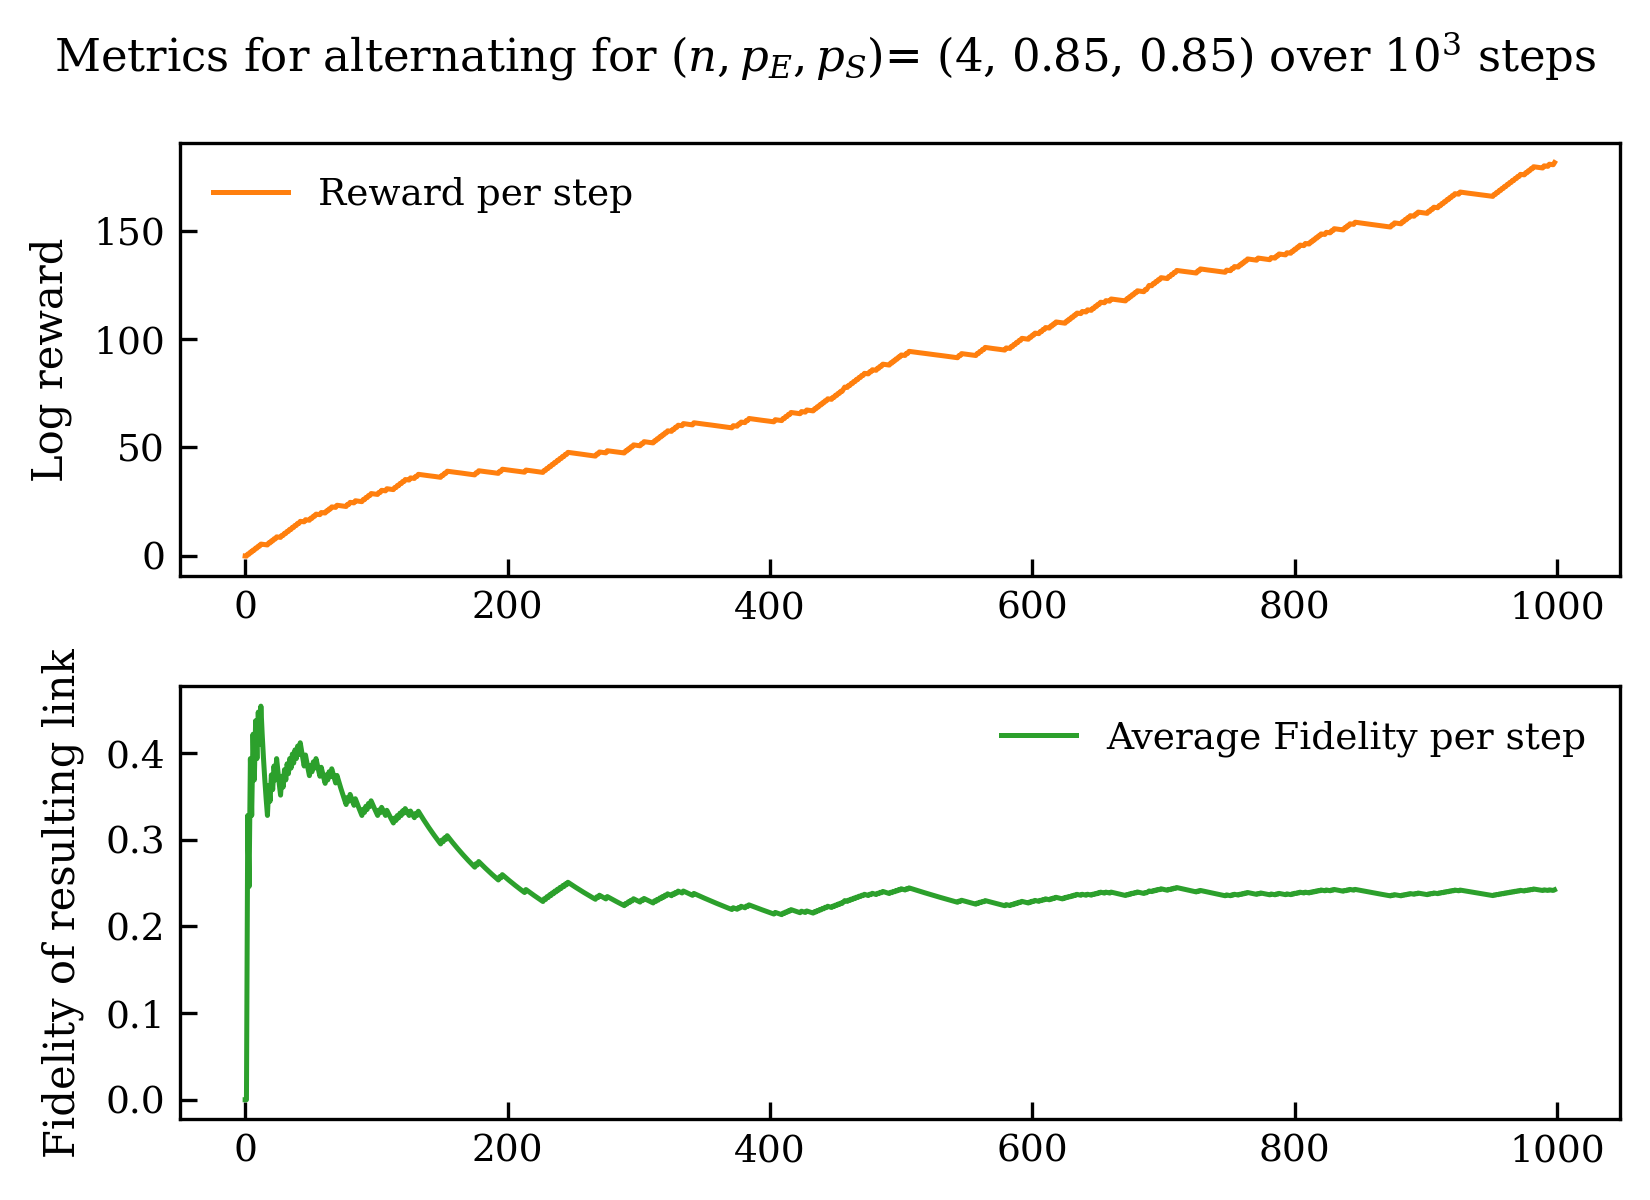 Metrics for alternating for (n, p_E, p_S)= (4, 0.85, 0.85) over 10^3 steps
Reward per step
Log reward
150
100
50
0
0 200 400 600 800 1000
Average Fidelity per step
Fidelity of resulting link
0.4
0.3
0.2
0.1
0.0
0 200 400 600 800 1000